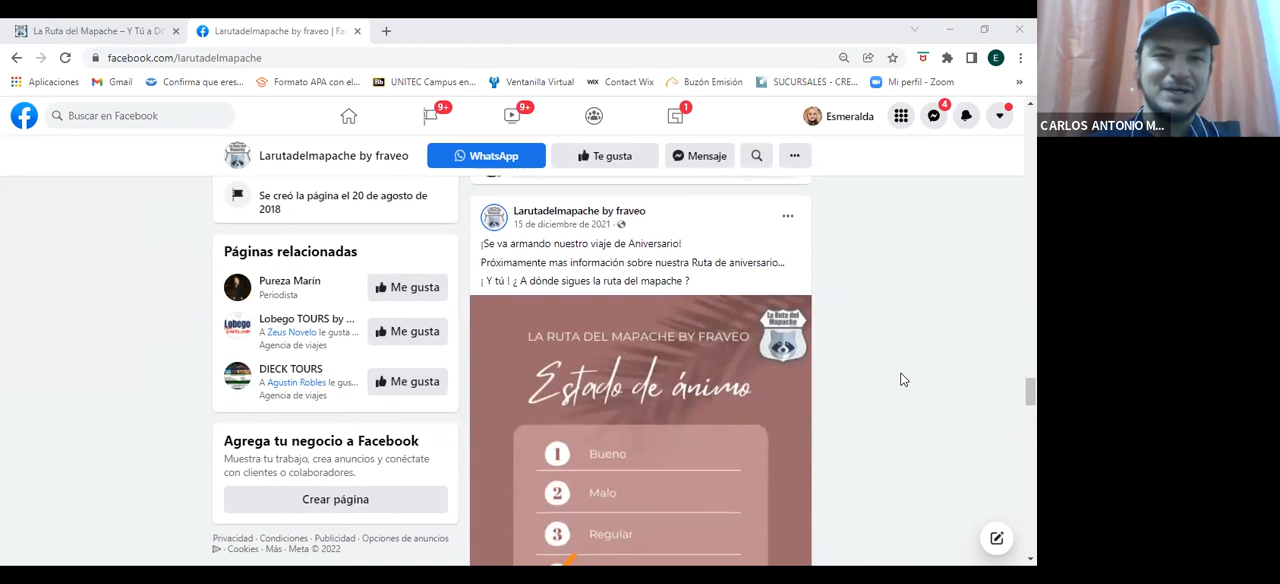 La Ruta del Mapache – Y Tú a Dó
Larutadelmapache by fraveo | Fa
facebook.com/larutadelmapache
E
Aplicaciones
Gmail
Confirma que eres...
Formato APA con el...
UNITEC Campus en...
Ventanilla Virtual
WIX Contact Wix
Buzón Emisión
SUCURSALES - CRE...
Mi perfil - Zoom
»
Buscar en Facebook
9+
9+
1
Esmeralda
4
CARLOS ANTONIO M...
Larutadelmapache by fraveo
WhatsApp
Te gusta
Mensaje
Se creó la página el 20 de agosto de
2018
Páginas relacionadas
Pureza Marín
Periodista
Me gusta
Lobego TOURS by ...
A Zeus Novelo le gusta ...
Agencia de viajes
Me gusta
DIECK TOURS
A Agustin Robles le gus...
Agencia de viajes
Me gusta
Agrega tu negocio a Facebook
Muestra tu trabajo, crea anuncios y conéctate
con clientes o colaboradores.
Crear página
Privacidad · Condiciones · Publicidad · Opciones de anuncios
· Cookies · Más · Meta © 2022
Larutadelmapache by fraveo
15 de diciembre de 2021 ·
¡Se va armando nuestro viaje de Aniversario!
Próximamente mas información sobre nuestra Ruta de aniversario...
¡ Y tú ! ¿ A dónde sigues la ruta del mapache ?
La Ruta del
Mapache
LA RUTA DEL MAPACHE BY FRAVEO
Estado de ánimo
1 Bueno
2 Malo
3 Regular